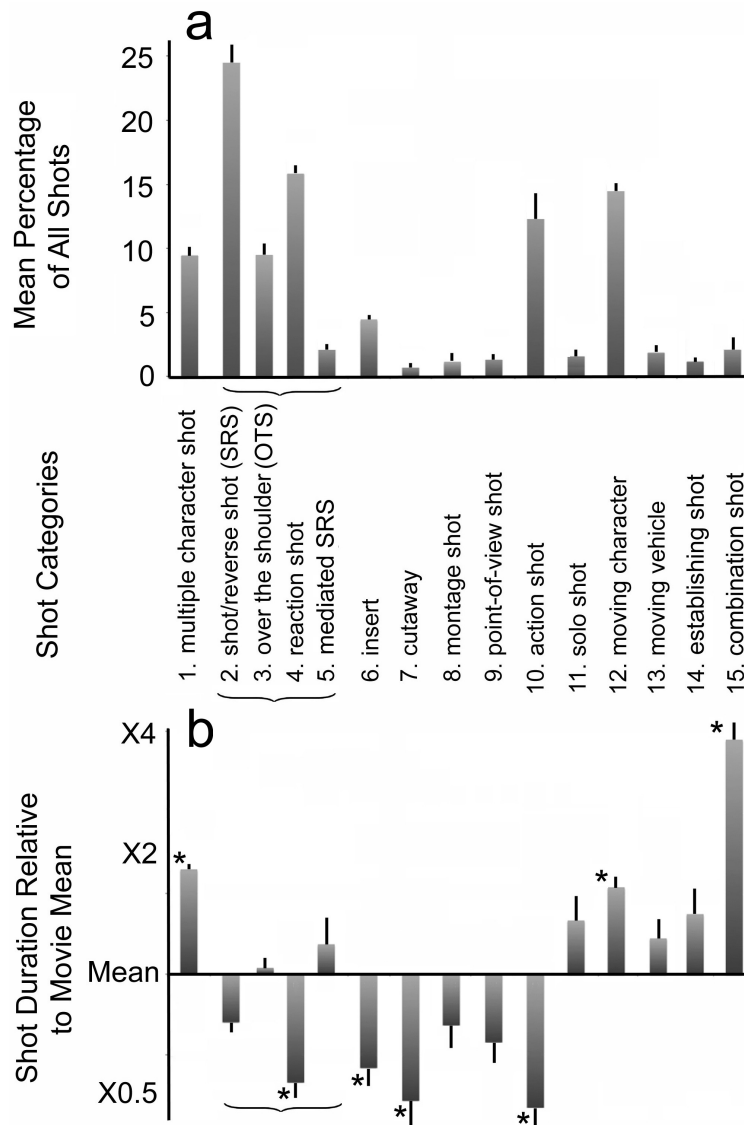 a
Mean Percentage
of All Shots
25
20
15
10
5
0
Shot Categories
1. multiple character shot
2. shot/reverse shot (SRS)
3. over the shoulder (OTS)
4. reaction shot
5. mediated SRS
6. insert
7. cutaway
8. montage shot
9. point-of-view shot
10. action shot
11. solo shot
12. moving character
13. moving vehicle
14. establishing shot
15. combination shot
b
Shot Duration Relative
to Movie Mean
X4
X2
Mean
X0.5
*
*
*
*
*
*
*